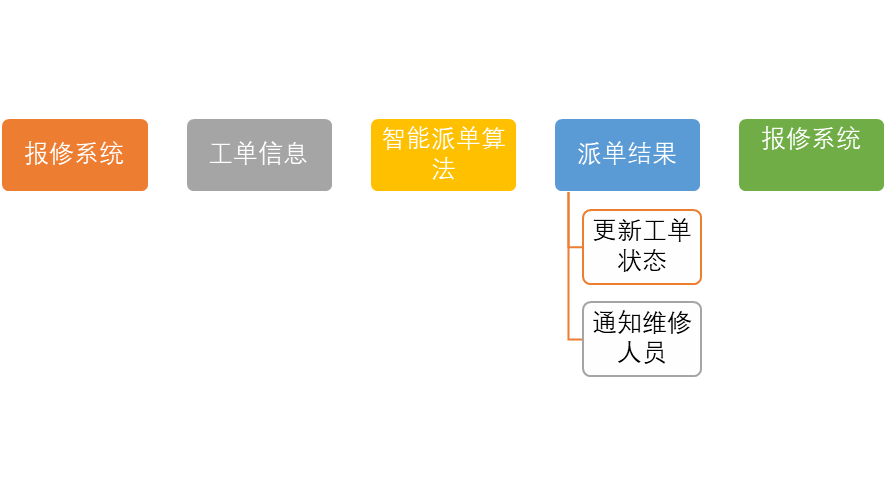 报修系统
工单信息
智能派单算
法
派单结果
报修系统
更新工单
状态
通知维修
人员